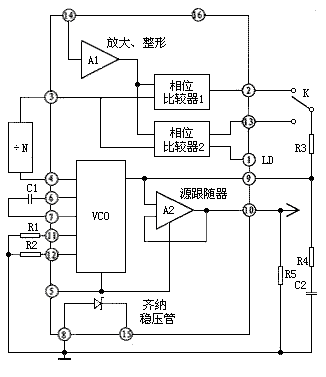 14
16
放大、整形
A1
3
相位
比较器1
2
K
13
÷N
相位
比较器2
1
LD
R3
4
9
C1
6
源跟随器
7
VCO
A2
10
R1
11
R2
12
R4
R5
C2
5
齐纳
稳压管
8
15